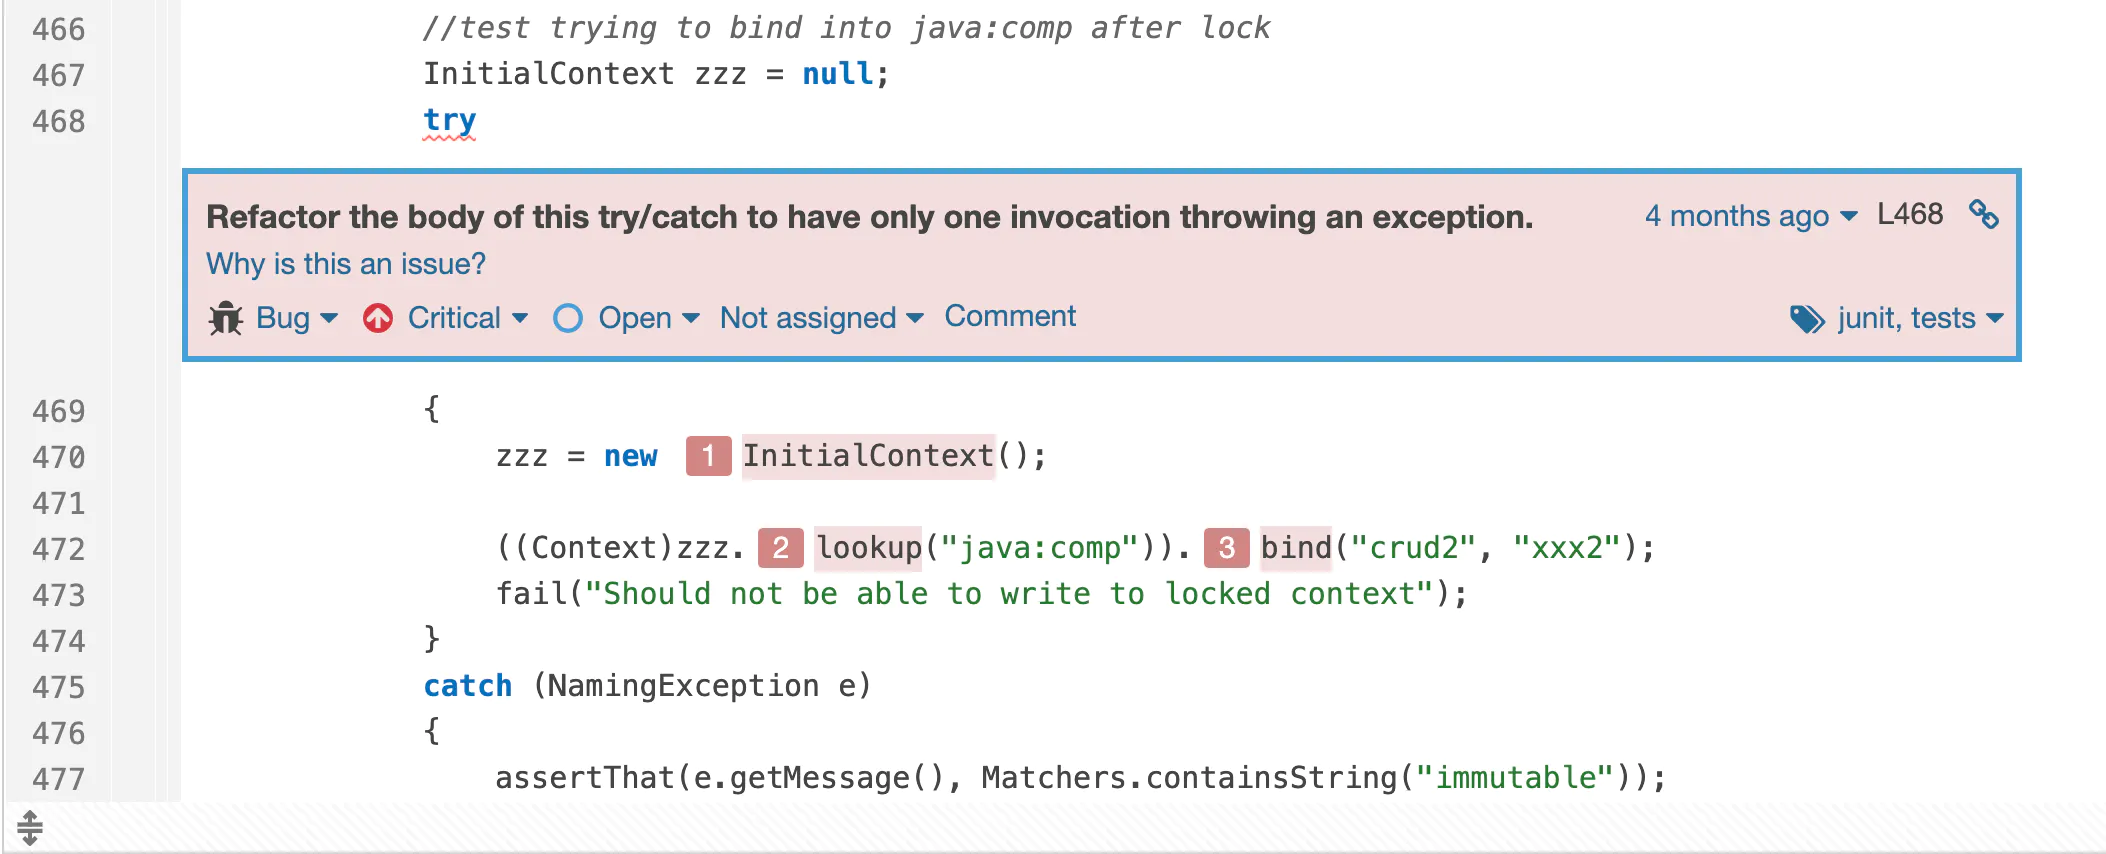 466 //test trying to bind into java:comp after lock
467 InitialContext zzz = null;
468 try
Refactor the body of this try/catch to have only one invocation throwing an exception. 4 months ago L468
Why is this an issue?
Bug Critical Open Not assigned Comment junit, tests
469 {
470 zzz = new 1 InitialContext();
471
472 ((Context)zzz. 2 lookup("java:comp")). 3 bind("crud2", "xxx2");
473 fail("Should not be able to write to locked context");
474 }
475 catch (NamingException e)
476 {
477 assertThat(e.getMessage(), Matchers.containsString("immutable"));